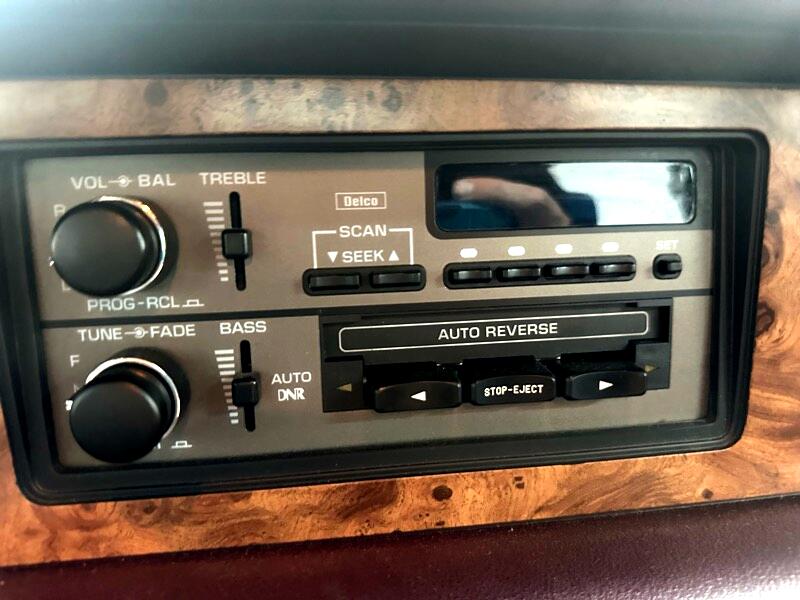 VOL BAL TREBLE
Delco
SCAN
▼ SEEK ▲
SET
PROG-RCL
TUNE FADE BASS
F
AUTO
DNR
AUTO REVERSE
◀ STOP-EJECT ▶